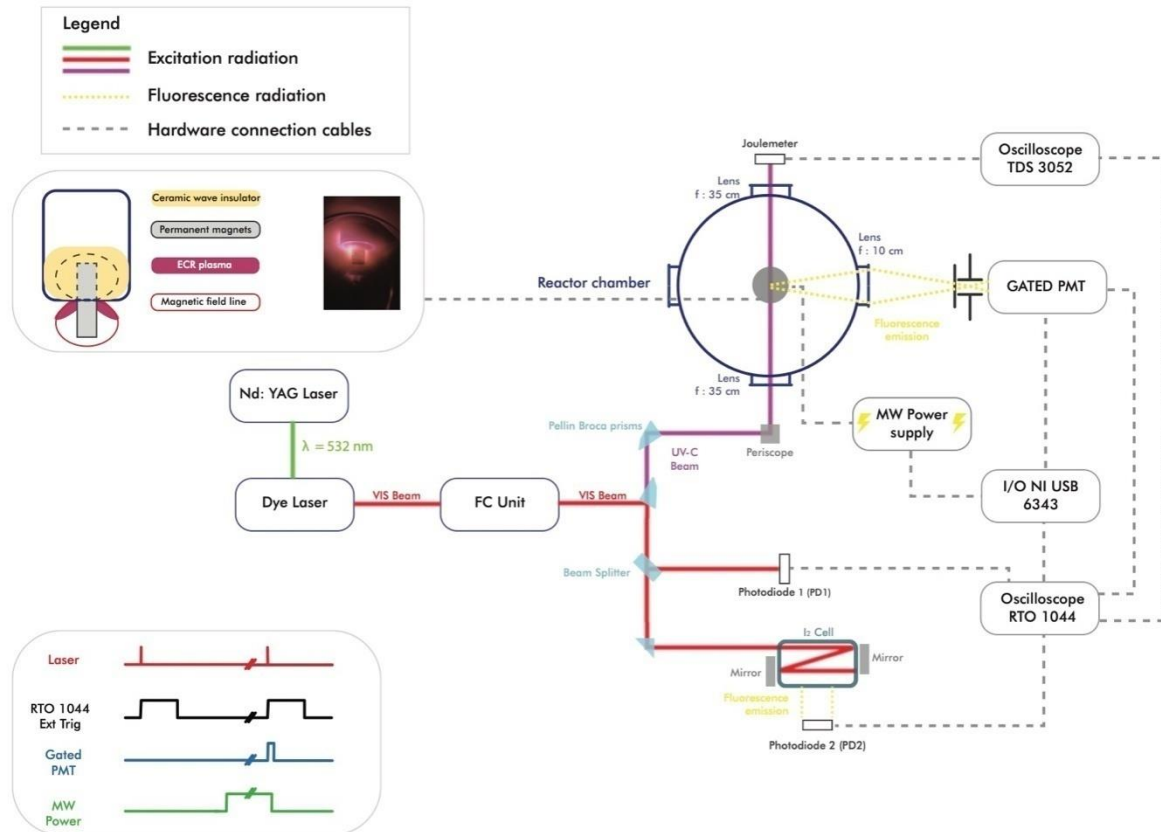 Legend
Excitation radiation
Fluorescence radiation
Hardware connection cables
Ceramic wave insulator
Permanent magnets
ECR plasma
Magnetic field line
Joulemeter
Oscilloscope
TDS 3052
Lens
f : 35 cm
Lens
f : 10 cm
Reactor chamber
GATED PMT
Fluorescence
emission
Lens
f : 35 cm
Nd: YAG Laser
λ = 532 nm
Pellin Broca prisms
UV-C
Beam
Periscope
MW Power
supply
Dye Laser
VIS Beam
FC Unit
VIS Beam
I/O NI USB
6343
Beam Splitter
Photodiode 1 (PD1)
Oscilloscope
RTO 1044
I₂ Cell
Mirror
Mirror
Fluorescence
emission
Photodiode 2 (PD2)
Laser
RTO 1044
Ext Trig
Gated
PMT
MW
Power